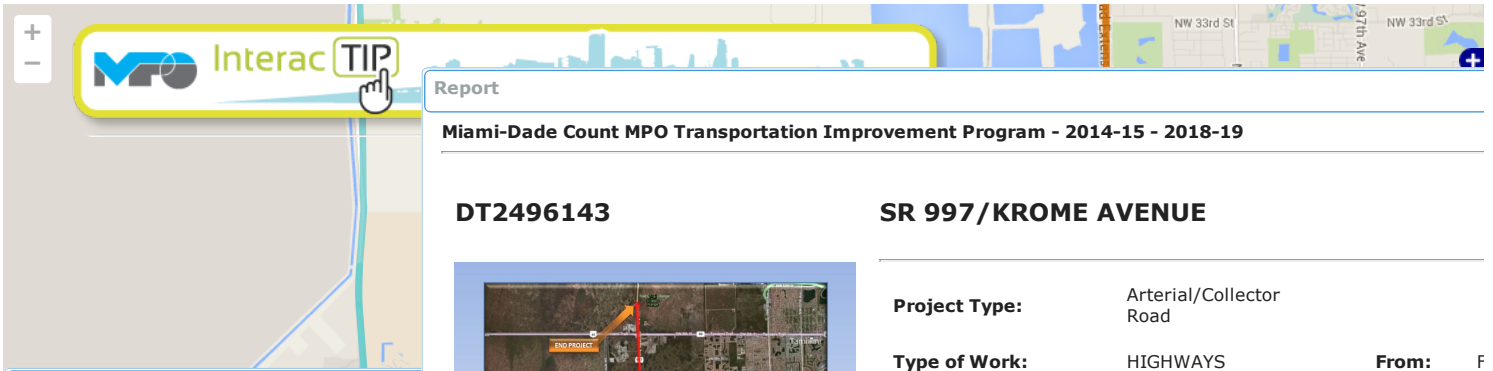 +
−
MPO
Interac TIP
NW 33rd St
97th Ave
NW 33rd St
Report
Miami-Dade Count MPO Transportation Improvement Program - 2014-15 - 2018-19
DT2496143
SR 997/KROME AVENUE
END PROJECT
Tamiami
Project Type: Arterial/Collector
Road
Type of Work: HIGHWAYS From: F